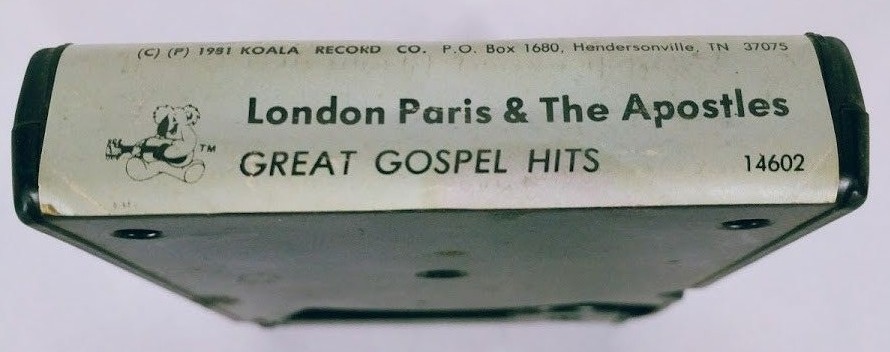 (C) (P) 1981 KOALA RECORD CO. P.O. Box 1680, Hendersonville, TN 37075
London Paris & The Apostles
TM
GREAT GOSPEL HITS 14602